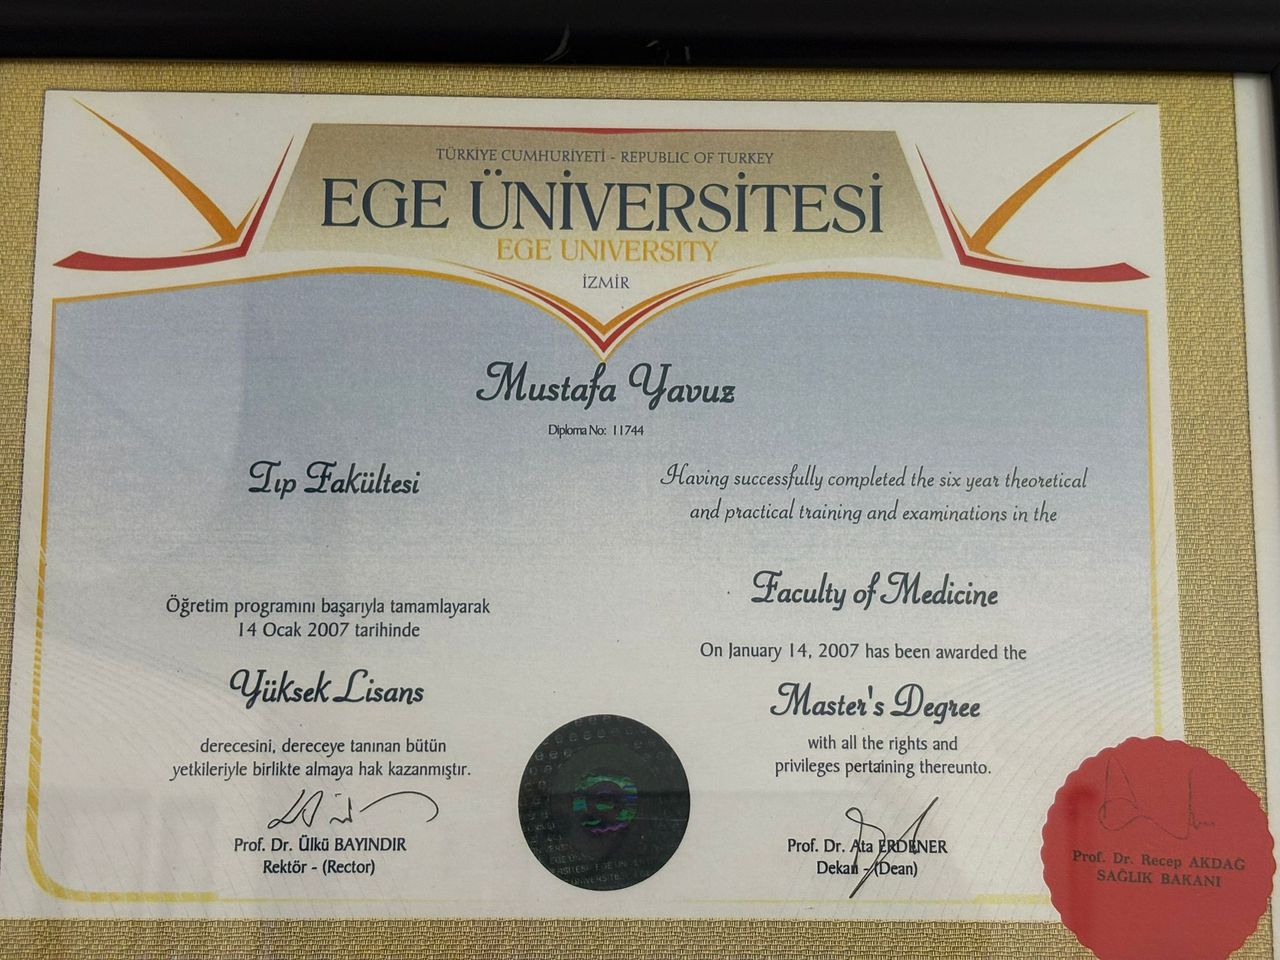 TÜRKİYE CUMHURİYETİ - REPUBLIC OF TURKEY
EGE ÜNİVERSİTESİ
EGE UNIVERSITY
İZMİR
Mustafa Yavuz
Diploma No: 11744
Tıp Fakültesi
Öğretim programını başarıyla tamamlayarak
14 Ocak 2007 tarihinde
Yüksek Lisans
derecesini, dereceye tanınan bütün
yetkileriyle birlikte almaya hak kazanmıştır.
Prof. Dr. Ülkü BAYINDIR
Rektör - (Rector)
Having successfully completed the six year theoretical
and practical training and examinations in the
Faculty of Medicine
On January 14, 2007 has been awarded the
Master's Degree
with all the rights and
privileges pertaining thereunto.
Prof. Dr. Ata ERDENER
Dekan - (Dean)
Prof. Dr. Recep AKDAĞ
SAĞLIK BAKANI